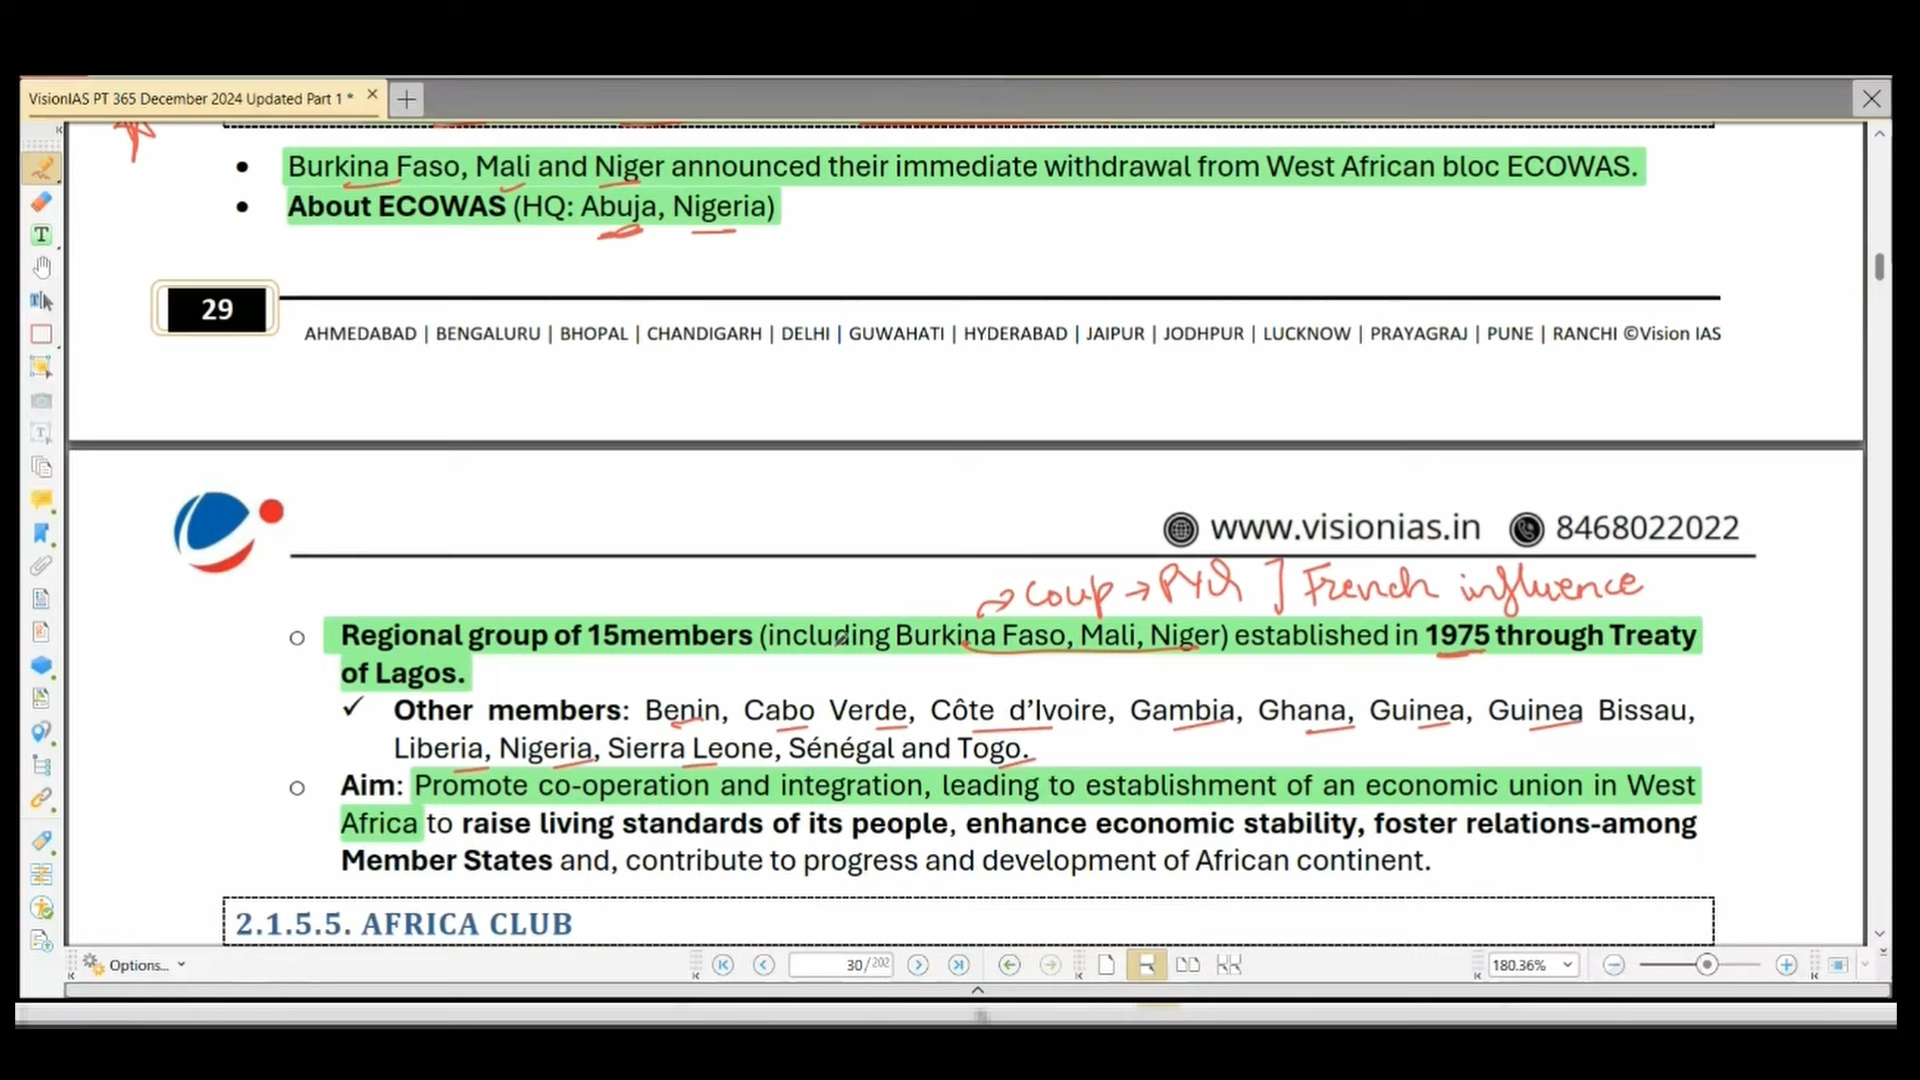 VisionIAS PT 365 December 2024 Updated Part 1 *
• Burkina Faso, Mali and Niger announced their immediate withdrawal from West African bloc ECOWAS.
• About ECOWAS (HQ: Abuja, Nigeria)
29
AHMEDABAD | BENGALURU | BHOPAL | CHANDIGARH | DELHI | GUWAHATI | HYDERABAD | JAIPUR | JODHPUR | LUCKNOW | PRAYAGRAJ | PUNE | RANCHI ©Vision IAS
www.visionias.in 8468022022
→ Coup → PYQ ] French influence
○ Regional group of 15members (including Burkina Faso, Mali, Niger) established in 1975 through Treaty
of Lagos.
✓ Other members: Benin, Cabo Verde, Côte d’Ivoire, Gambia, Ghana, Guinea, Guinea Bissau,
Liberia, Nigeria, Sierra Leone, Sénégal and Togo.
○ Aim: Promote co-operation and integration, leading to establishment of an economic union in West
Africa to raise living standards of its people, enhance economic stability, foster relations-among
Member States and, contribute to progress and development of African continent.
2.1.5.5. AFRICA CLUB
Options... 30 / 202 180.36%